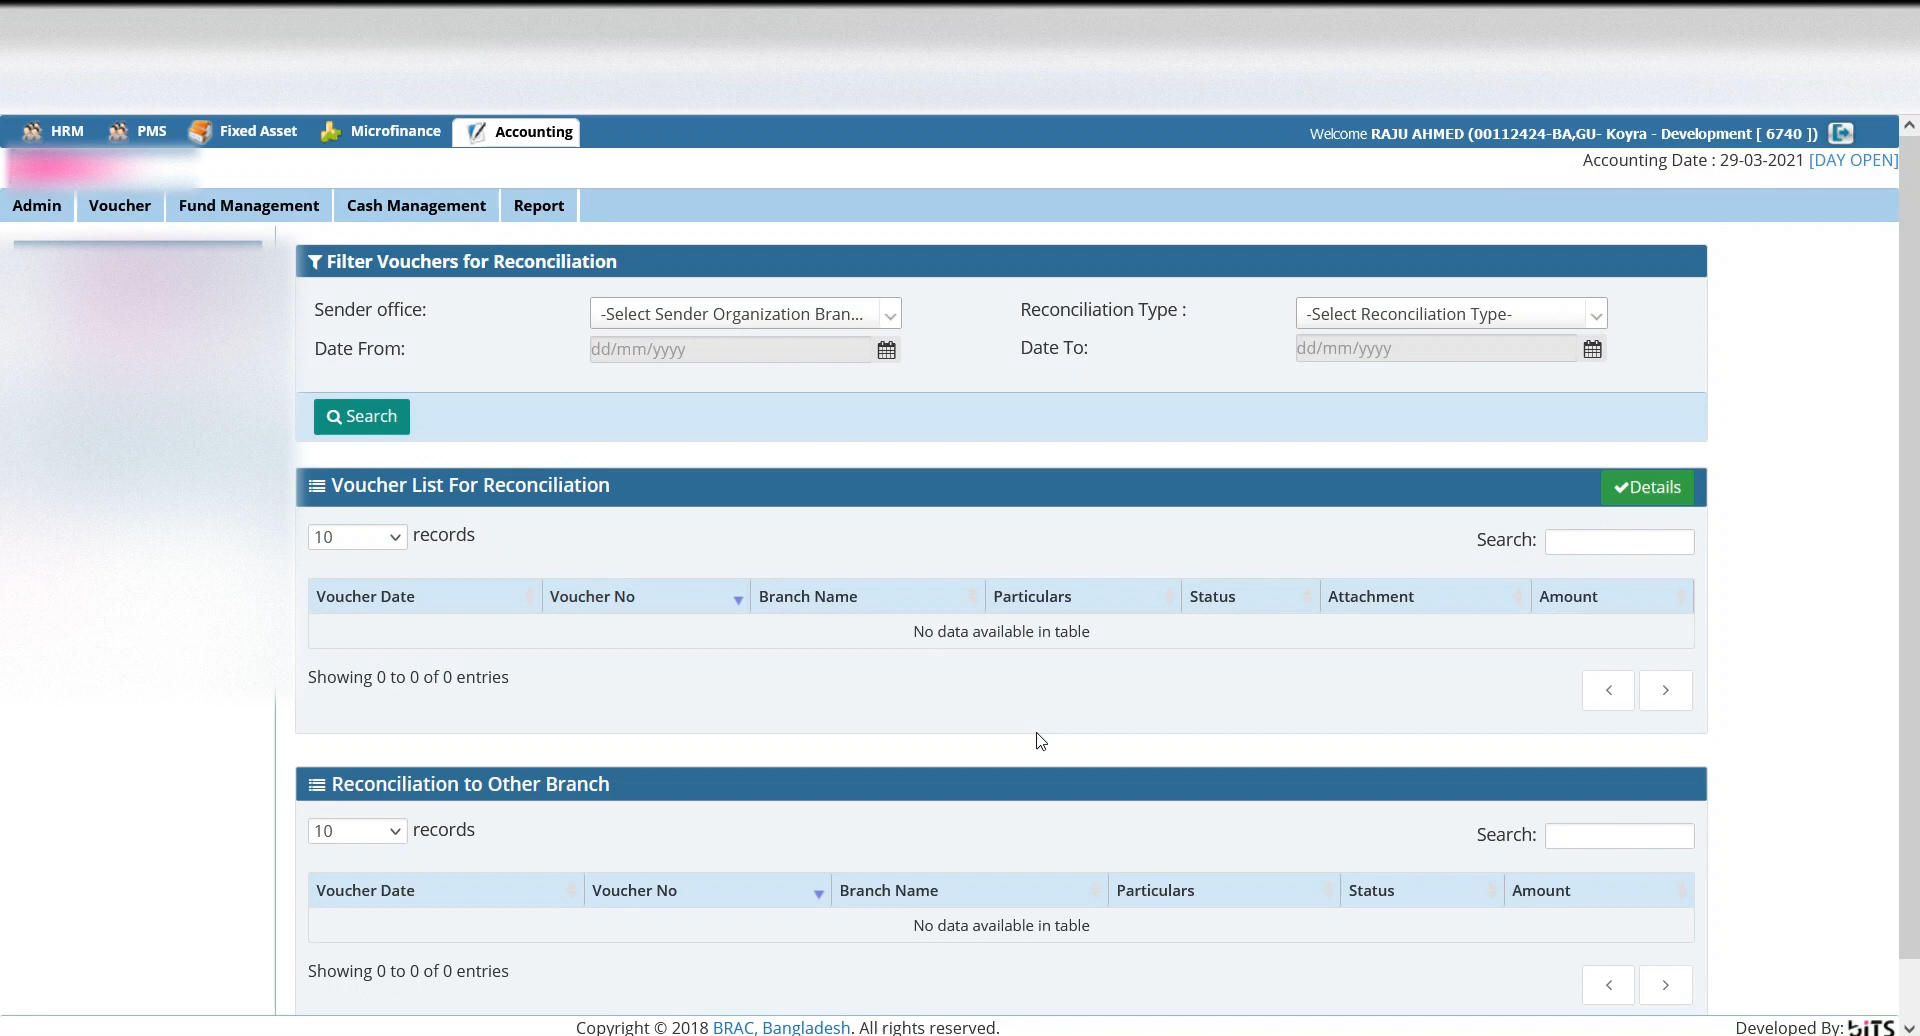 HRM PMS Fixed Asset Microfinance Accounting Welcome RAJU AHMED (00112424-BA,GU- Koyra - Development [ 6740 ])
Accounting Date : 29-03-2021 [DAY OPEN]
Admin Voucher Fund Management Cash Management Report
Filter Vouchers for Reconciliation
Sender office: -Select Sender Organization Bran... Reconciliation Type : -Select Reconciliation Type-
Date From: dd/mm/yyyy Date To: dd/mm/yyyy
Search
Voucher List For Reconciliation Details
10 records Search:
Voucher Date Voucher No Branch Name Particulars Status Attachment Amount
No data available in table
Showing 0 to 0 of 0 entries
Reconciliation to Other Branch
10 records Search:
Voucher Date Voucher No Branch Name Particulars Status Amount
No data available in table
Showing 0 to 0 of 0 entries
Copyright © 2018 BRAC, Bangladesh. All rights reserved. Developed By: biTS